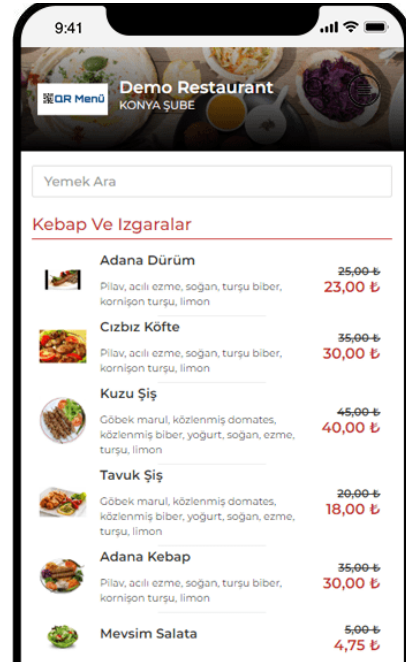 9:41
QR Menü
Demo Restaurant
KONYA ŞUBE
Yemek Ara
Kebap Ve Izgaralar
Adana Dürüm
25,00 ₺
Pilav, acılı ezme, soğan, turşu biber,
23,00 ₺
kornişon turşu, limon
Cızbız Köfte
35,00 ₺
Pilav, acılı ezme, soğan, turşu biber,
30,00 ₺
kornişon turşu, limon
Kuzu Şiş
45,00 ₺
Göbek marul, közlenmiş domates,
40,00 ₺
közlenmiş biber, yoğurt, soğan, ezme,
turşu, limon
Tavuk Şiş
20,00 ₺
Göbek marul, közlenmiş domates,
18,00 ₺
közlenmiş biber, yoğurt, soğan, ezme,
turşu, limon
Adana Kebap
35,00 ₺
Pilav, acılı ezme, soğan, turşu biber,
30,00 ₺
kornişon turşu, limon
Mevsim Salata
5,00 ₺
4,75 ₺